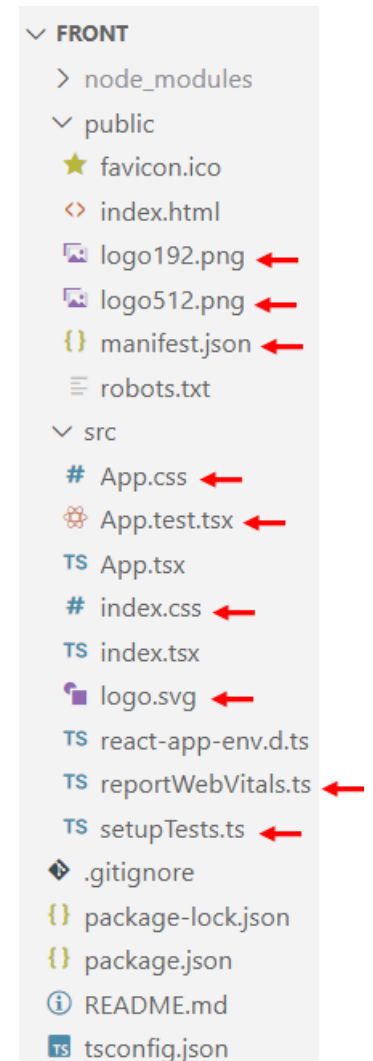 FRONT
node_modules
public
favicon.ico
<> index.html
logo192.png
logo512.png
{} manifest.json
robots.txt
src
# App.css
App.test.tsx
TS App.tsx
# index.css
TS index.tsx
logo.svg
TS react-app-env.d.ts
TS reportWebVitals.ts
TS setupTests.ts
.gitignore
{} package-lock.json
{} package.json
README.md
TS tsconfig.json